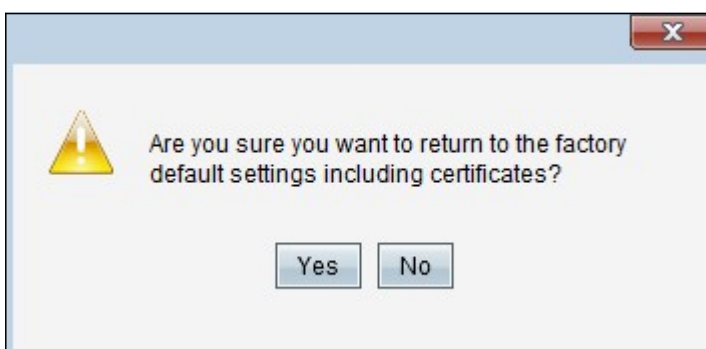 Are you sure you want to return to the factory
default settings including certificates?
Yes No